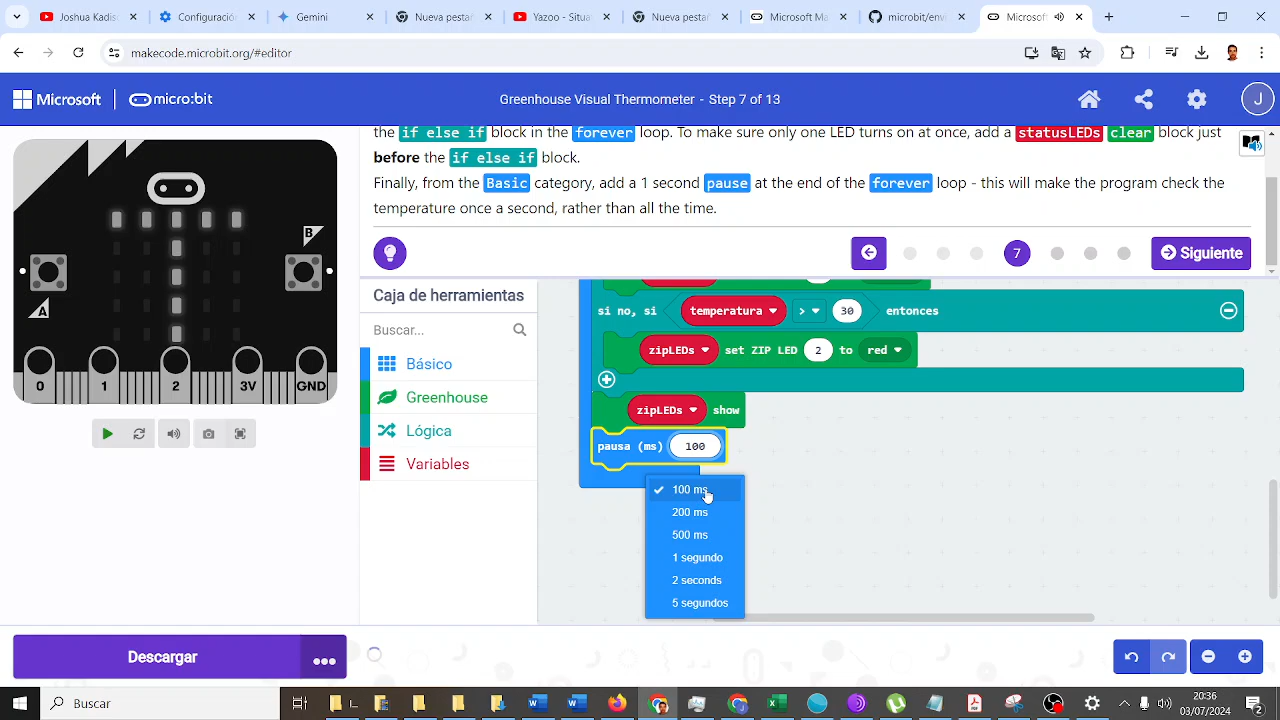 Joshua Kadis
Configuración
Gemini
Nueva pesta
Yazoo - Situa
Nueva pesta
Microsoft Ma
microbit/env
Microsof
makecode.microbit.org/#editor
Microsoft micro:bit
Greenhouse Visual Thermometer - Step 7 of 13
J
the if else if block in the forever loop. To make sure only one LED turns on at once, add a statusLEDs clear block just
before the if else if block.
Finally, from the Basic category, add a 1 second pause at the end of the forever loop - this will make the program check the
temperature once a second, rather than all the time.
7
Siguiente
B
A
0 1 2 3V GND
Caja de herramientas
Buscar...
Básico
Greenhouse
Lógica
Variables
si no, si temperatura > 30 entonces
zipLEDs set ZIP LED 2 to red
zipLEDs show
pausa (ms) 100
100 ms
200 ms
500 ms
1 segundo
2 seconds
5 segundos
Descargar
Buscar
20:36
03/07/2024
2